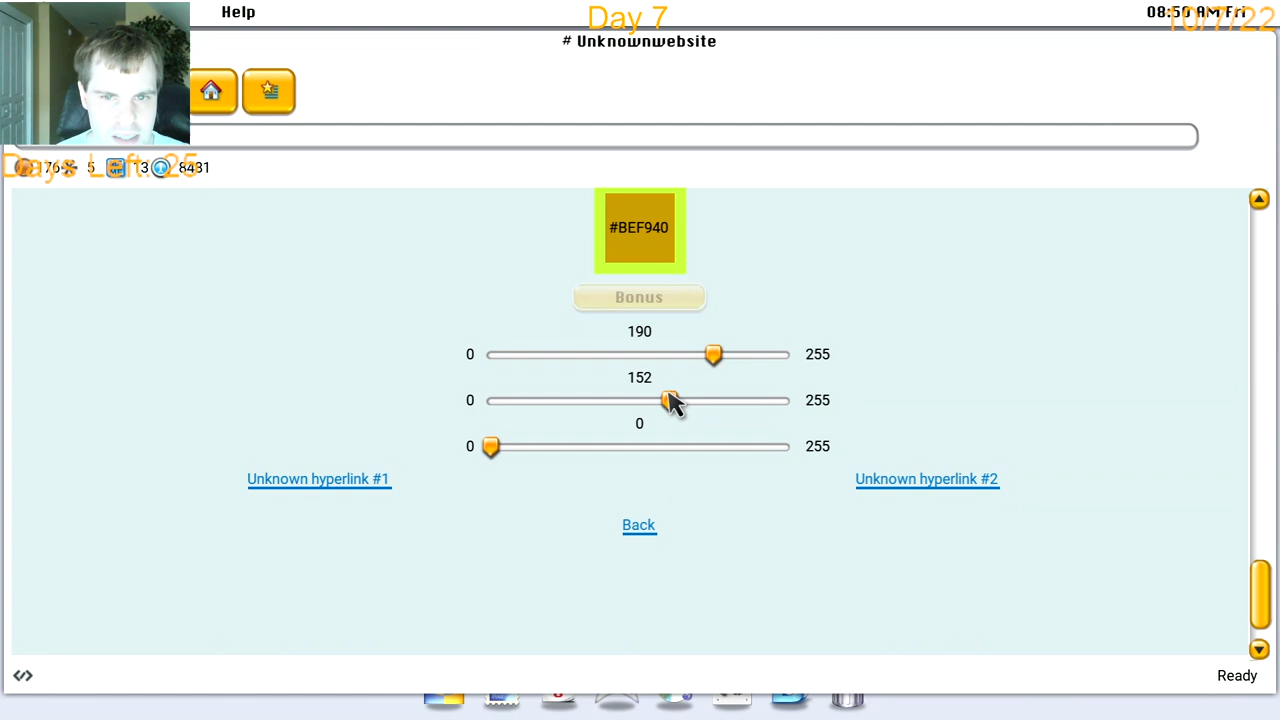 Help
Day 7
08:50 AM Fri
10/7/22
# Unknownwebsite
Days Left: 25
76 5 13 8431
#BEF940
Bonus
190
0 255
152
0 255
0
0 255
Unknown hyperlink #1 Unknown hyperlink #2
Back
Ready